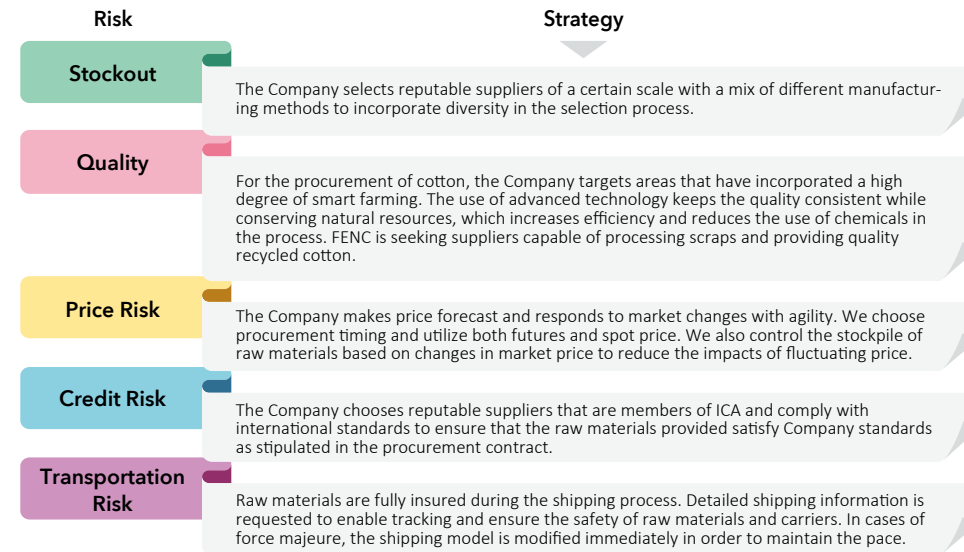 Risk
Strategy
Stockout
The Company selects reputable suppliers of a certain scale with a mix of different manufactur-
ing methods to incorporate diversity in the selection process.
Quality
For the procurement of cotton, the Company targets areas that have incorporated a high
degree of smart farming. The use of advanced technology keeps the quality consistent while
conserving natural resources, which increases efficiency and reduces the use of chemicals in
the process. FENC is seeking suppliers capable of processing scraps and providing quality
recycled cotton.
Price Risk
The Company makes price forecast and responds to market changes with agility. We choose
procurement timing and utilize both futures and spot price. We also control the stockpile of
raw materials based on changes in market price to reduce the impacts of fluctuating price.
Credit Risk
The Company chooses reputable suppliers that are members of ICA and comply with
international standards to ensure that the raw materials provided satisfy Company standards
as stipulated in the procurement contract.
Transportation
Risk
Raw materials are fully insured during the shipping process. Detailed shipping information is
requested to enable tracking and ensure the safety of raw materials and carriers. In cases of
force majeure, the shipping model is modified immediately in order to maintain the pace.